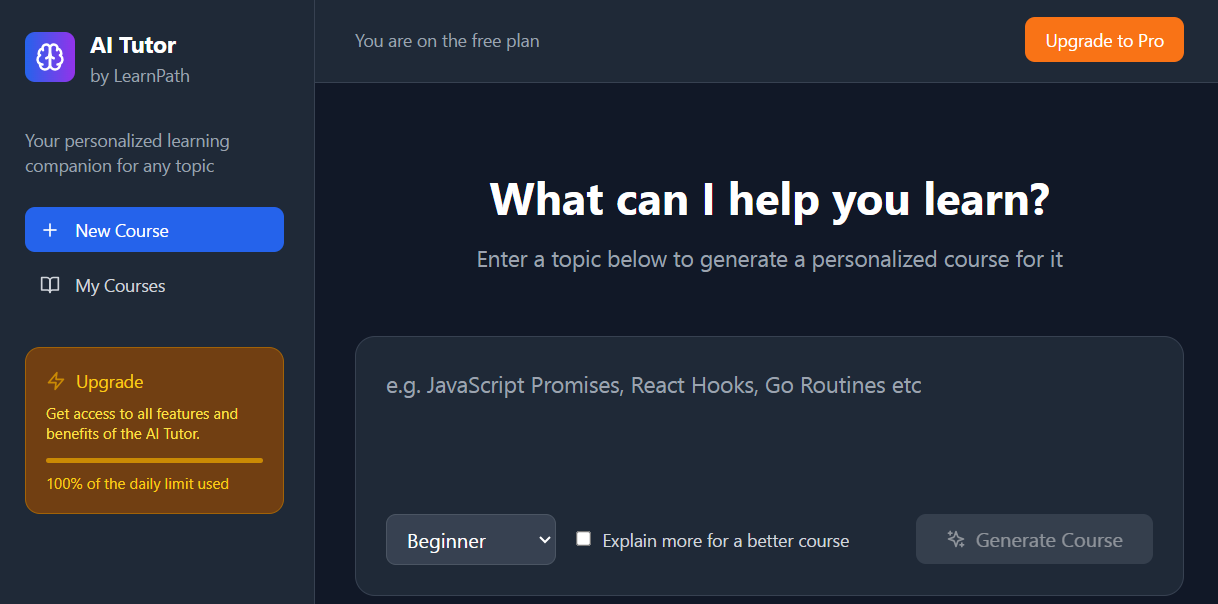 AI Tutor
by LearnPath
Your personalized learning
companion for any topic
New Course
My Courses
Upgrade
Get access to all features and
benefits of the AI Tutor.
100% of the daily limit used
You are on the free plan
Upgrade to Pro
What can I help you learn?
Enter a topic below to generate a personalized course for it
e.g. JavaScript Promises, React Hooks, Go Routines etc
Beginner
Explain more for a better course
Generate Course